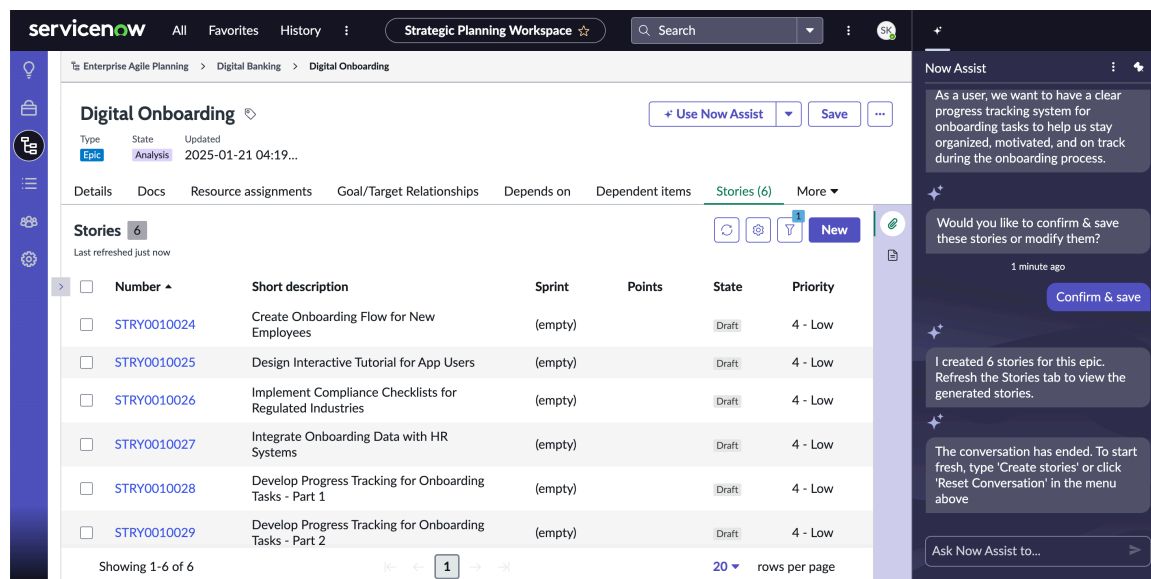 servicenow All Favorites History Strategic Planning Workspace Search SK
Enterprise Agile Planning > Digital Banking > Digital Onboarding
Digital Onboarding
Use Now Assist Save
Type State Updated
Epic Analysis 2025-01-21 04:19...
Details Docs Resource assignments Goal/Target Relationships Depends on Dependent items Stories (6) More
Stories 6
Last refreshed just now
1
New
Number Short description Sprint Points State Priority
STRY0010024 Create Onboarding Flow for New
Employees (empty) Draft 4 - Low
STRY0010025 Design Interactive Tutorial for App Users (empty) Draft 4 - Low
STRY0010026 Implement Compliance Checklists for
Regulated Industries (empty) Draft 4 - Low
STRY0010027 Integrate Onboarding Data with HR
Systems (empty) Draft 4 - Low
STRY0010028 Develop Progress Tracking for Onboarding
Tasks - Part 1 (empty) Draft 4 - Low
STRY0010029 Develop Progress Tracking for Onboarding
Tasks - Part 2 (empty) Draft 4 - Low
Showing 1-6 of 6 1 20 rows per page
Now Assist
As a user, we want to have a clear
progress tracking system for
onboarding tasks to help us stay
organized, motivated, and on track
during the onboarding process.
Would you like to confirm & save
these stories or modify them?
1 minute ago
Confirm & save
I created 6 stories for this epic.
Refresh the Stories tab to view the
generated stories.
The conversation has ended. To start
fresh, type 'Create stories' or click
'Reset Conversation' in the menu
above
Ask Now Assist to...